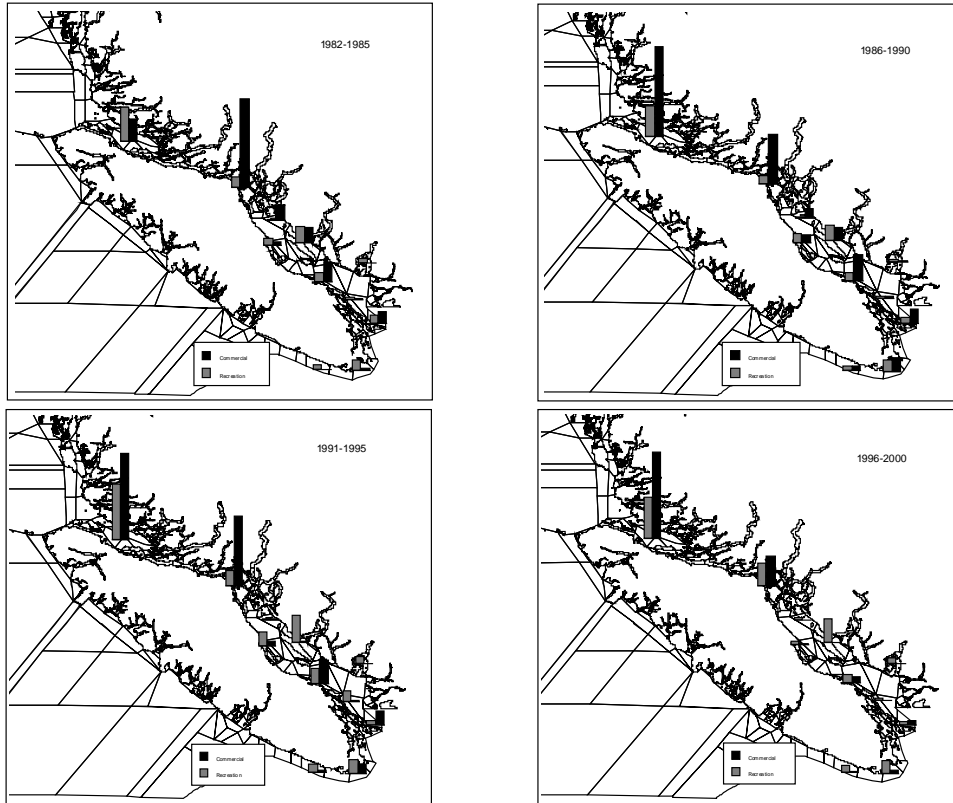 1982-1985
Commercial
Recreation
1986-1990
Commercial
Recreation
1991-1995
Commercial
Recreation
1996-2000
Commercial
Recreation